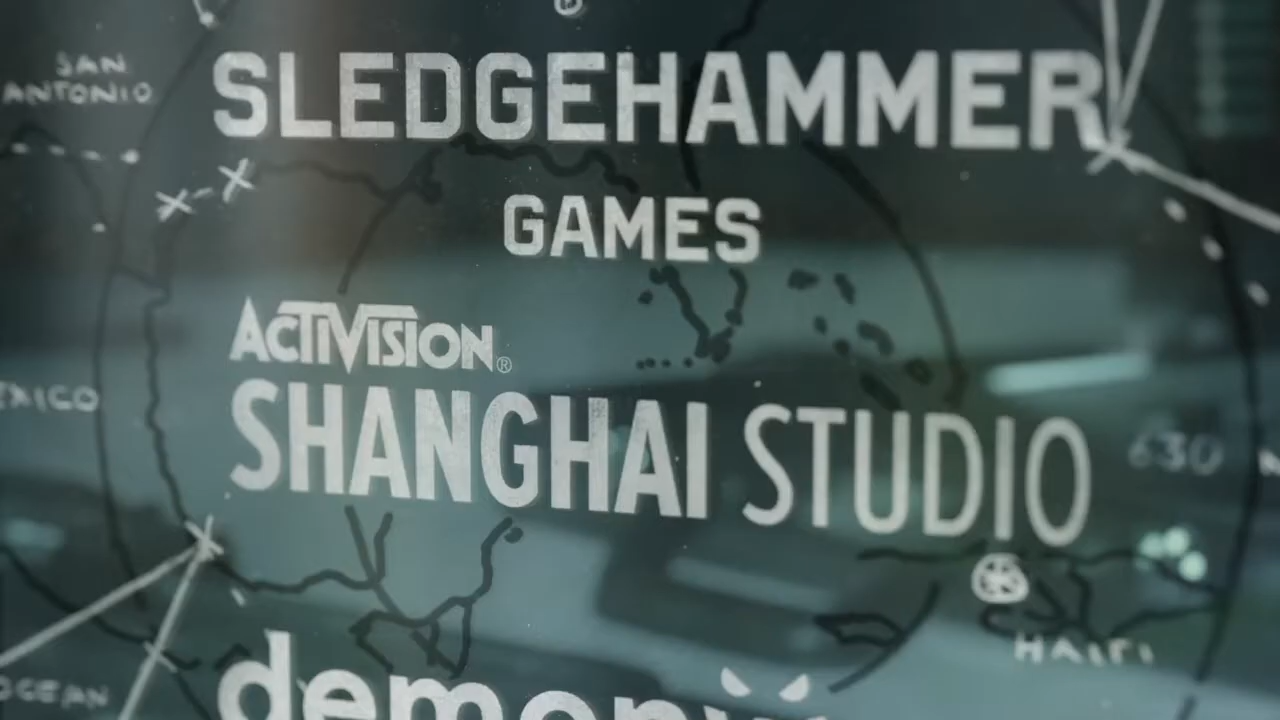 SAN
ANTONIO
SLEDGEHAMMER
GAMES
ACTIVISION®
SHANGHAI STUDIO
630
HAITI
OCEAN